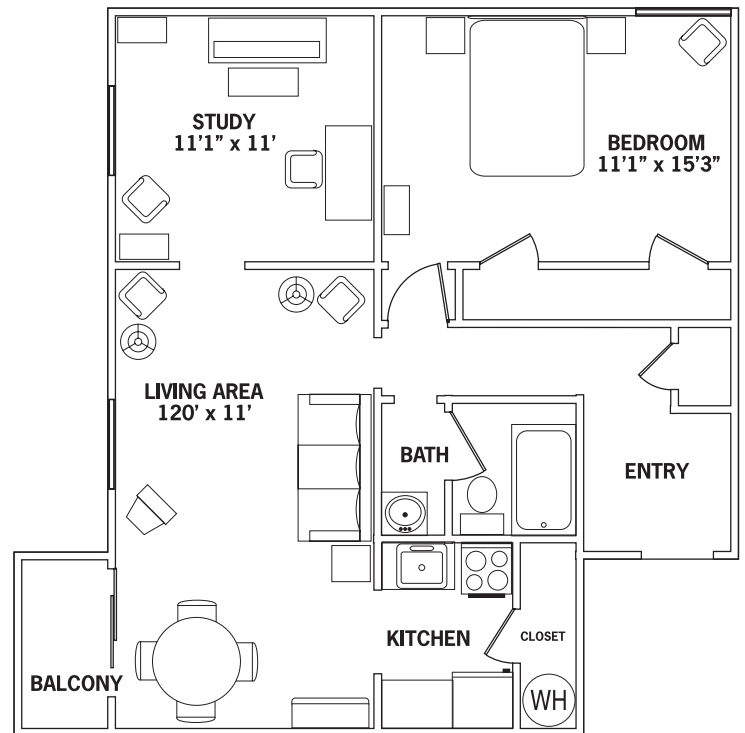 STUDY
11'1” x 11'
BEDROOM
11'1” x 15'3”
LIVING AREA
120' x 11'
BATH
ENTRY
KITCHEN
CLOSET
BALCONY
WH